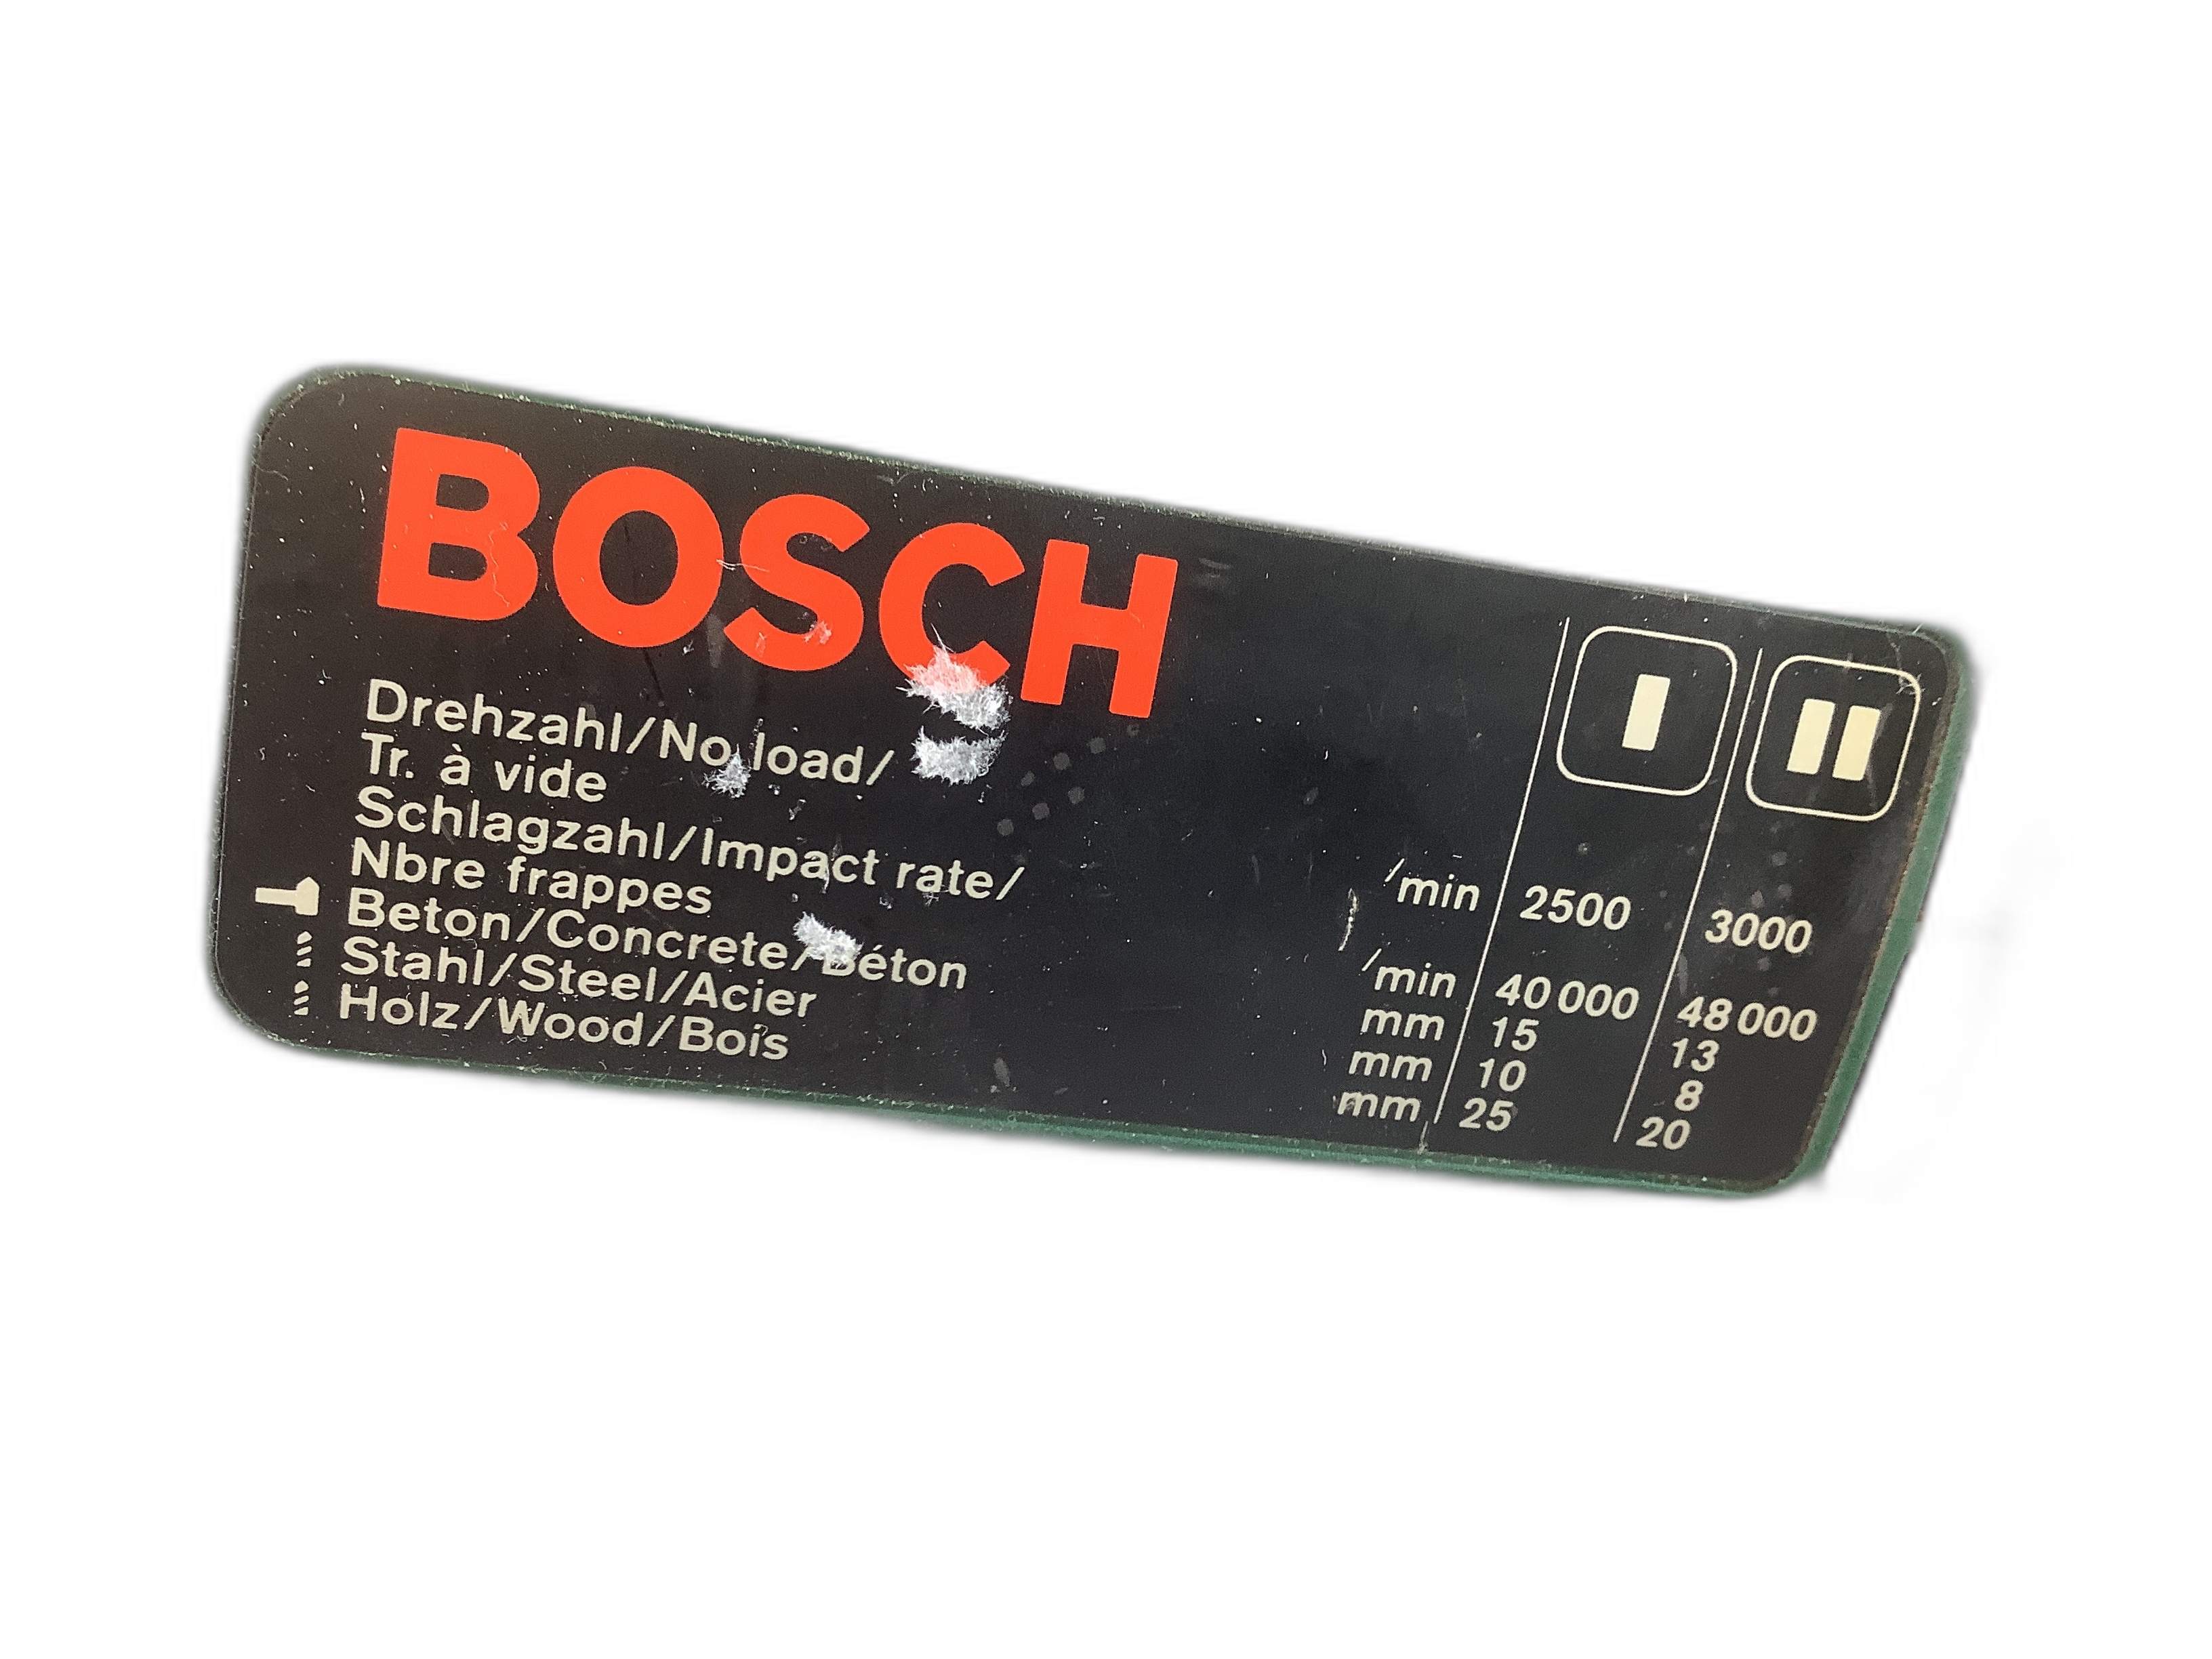 BOSCH
Drehzahl/No load/
Tr. à vide /min 2500 3000
Schlagzahl/Impact rate/
Nbre frappes /min 40 000 48 000
Beton/Concrete/Béton mm 15 13
Stahl/Steel/Acier mm 10 8
Holz/Wood/Bois mm 25 20